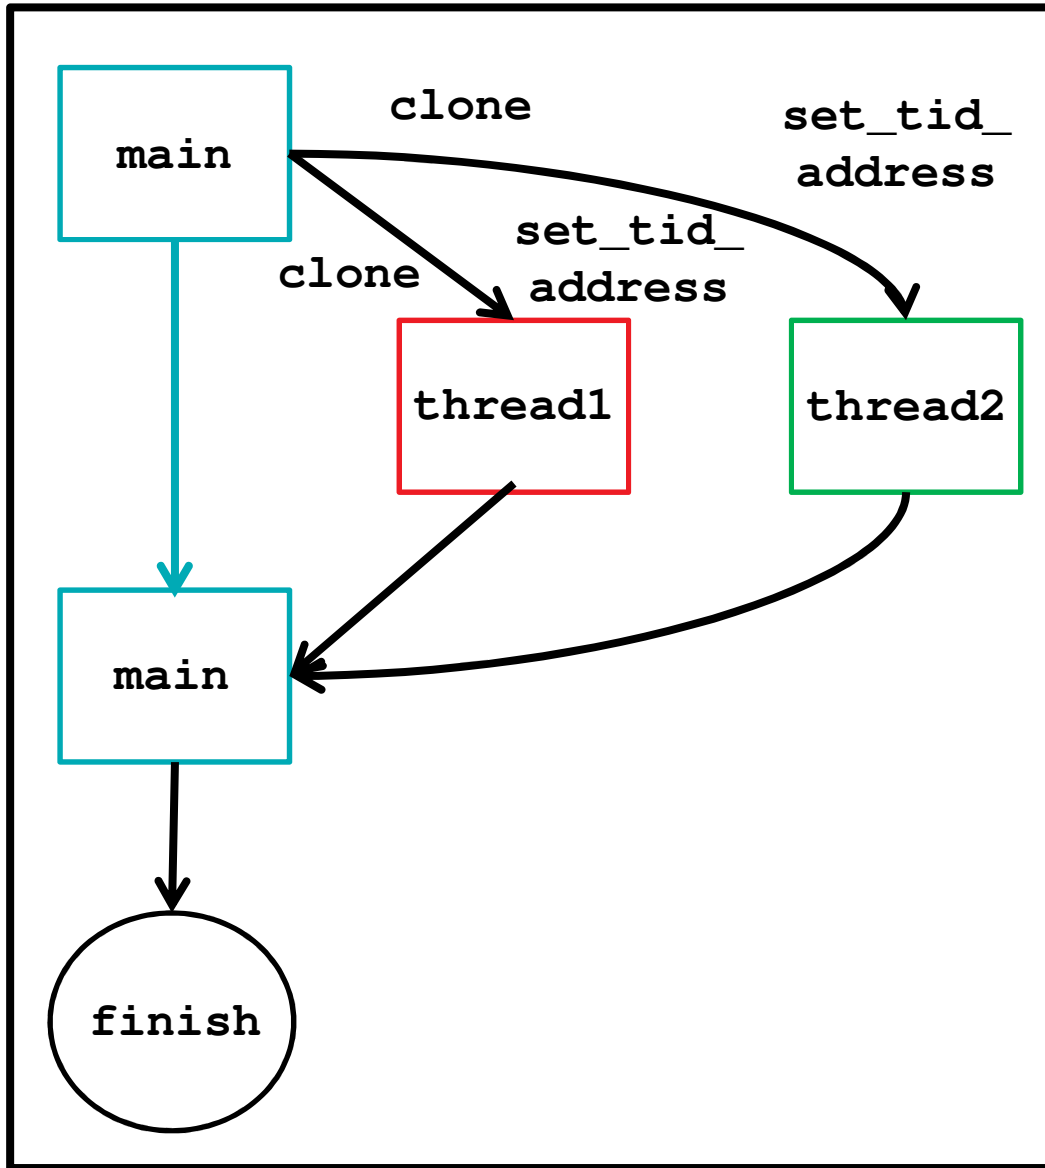 clone
set_tid_
address
main
set_tid_
address
clone
thread1
thread2
main
finish